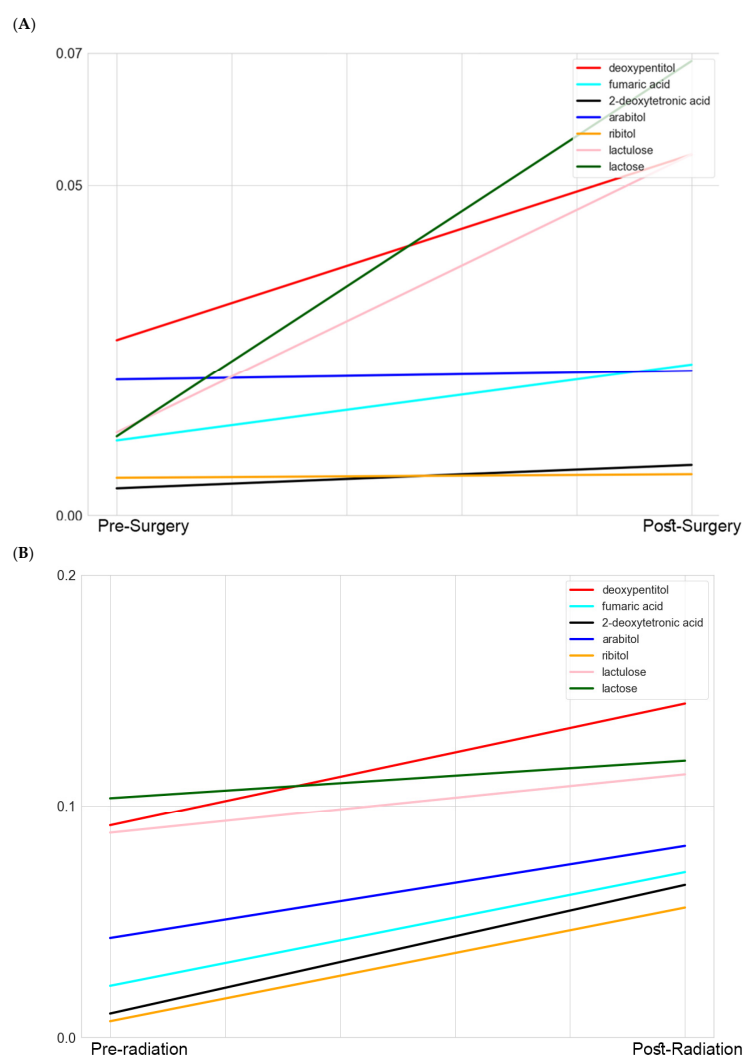 (A)
0.07
deoxypentitol
fumaric acid
2-deoxytetronic acid
arabitol
ribitol
lactulose
lactose
0.05
0.00
Pre-Surgery Post-Surgery
(B)
0.2
deoxypentitol
fumaric acid
2-deoxytetronic acid
arabitol
ribitol
lactulose
lactose
0.1
0.0
Pre-radiation Post-Radiation